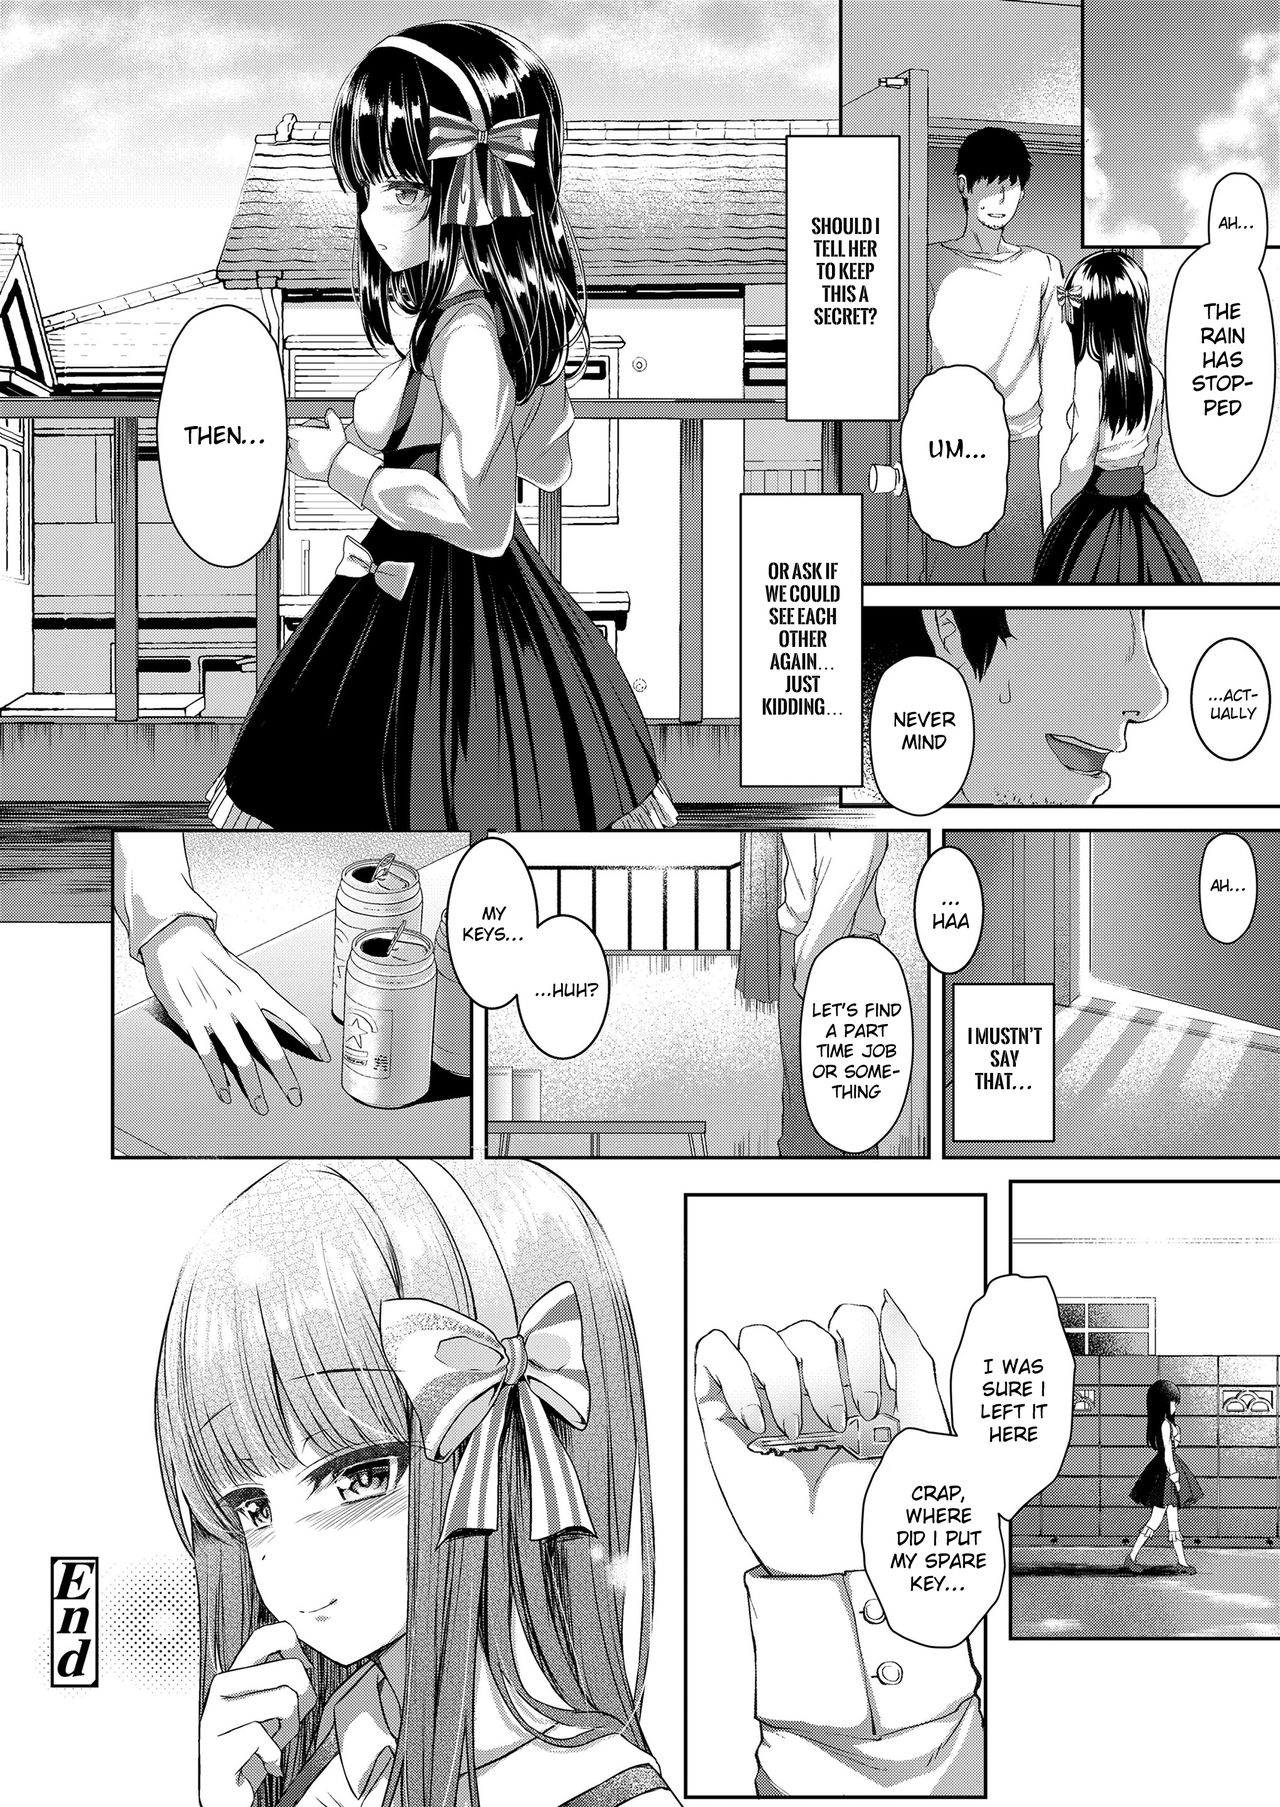 AH...
THE
RAIN
HAS
STOP-
PED
UM...
SHOULD I
TELL HER
TO KEEP
THIS A
SECRET?
OR ASK IF
WE COULD
SEE EACH
OTHER
AGAIN...
JUST
KIDDING...
...ACT-
UALLY
NEVER
MIND
THEN...
AH...
...
HAA
I MUSTN'T
SAY
THAT...
LET'S FIND
A PART
TIME JOB
OR SOME-
THING
...HUH?
MY
KEYS...
I WAS
SURE I
LEFT IT
HERE
CRAP,
WHERE
DID I PUT
MY SPARE
KEY...
End